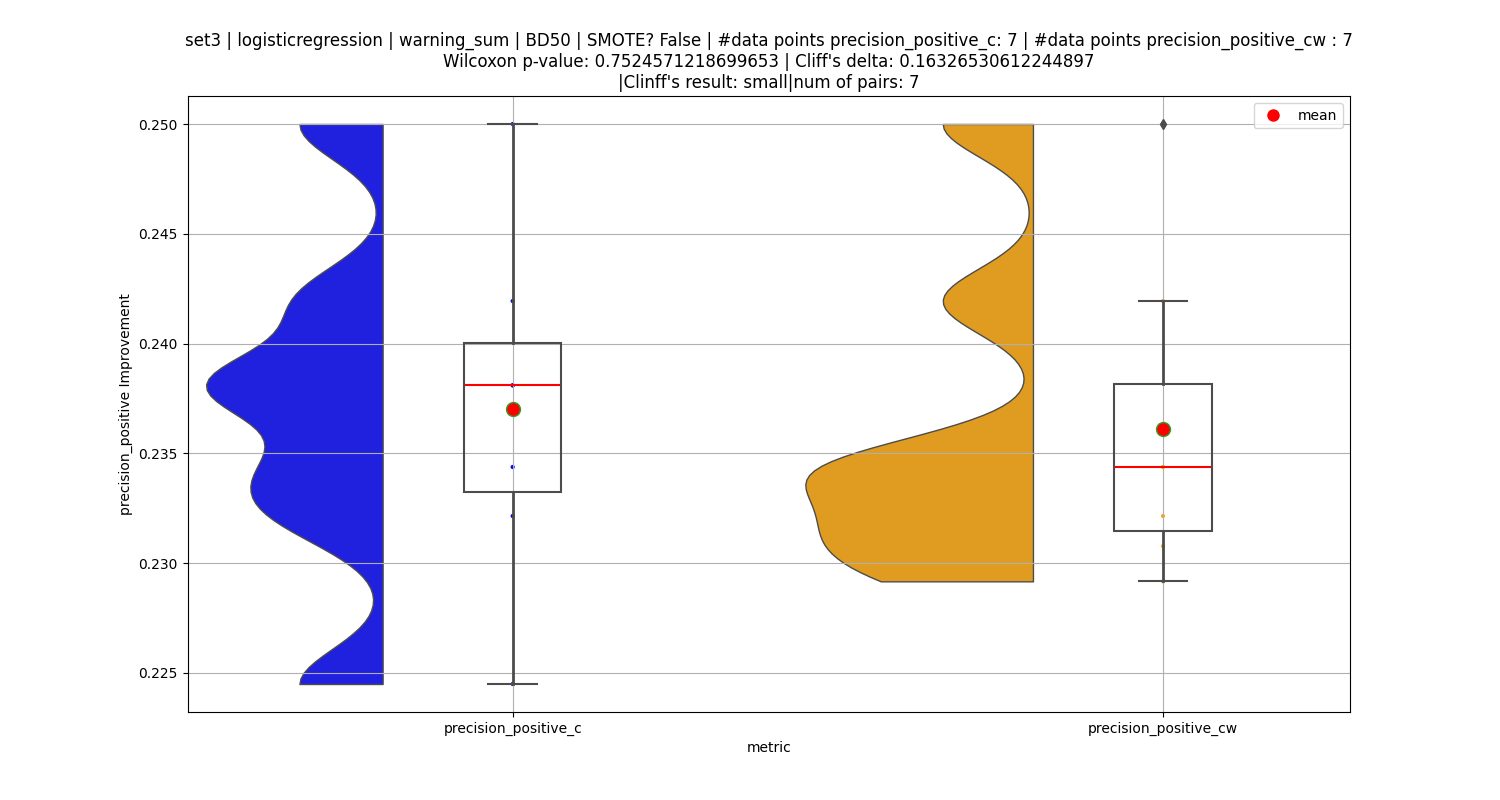 set3 | logisticregression | warning_sum | BD50 | SMOTE? False | #data points precision_positive_c: 7 | #data points precision_positive_cw : 7
Wilcoxon p-value: 0.7524571218699653 | Cliff's delta: 0.16326530612244897
|Clinff's result: small|num of pairs: 7
mean
0.250
0.245
0.240
0.235
0.230
0.225
precision_positive Improvement
precision_positive_c
precision_positive_cw
metric